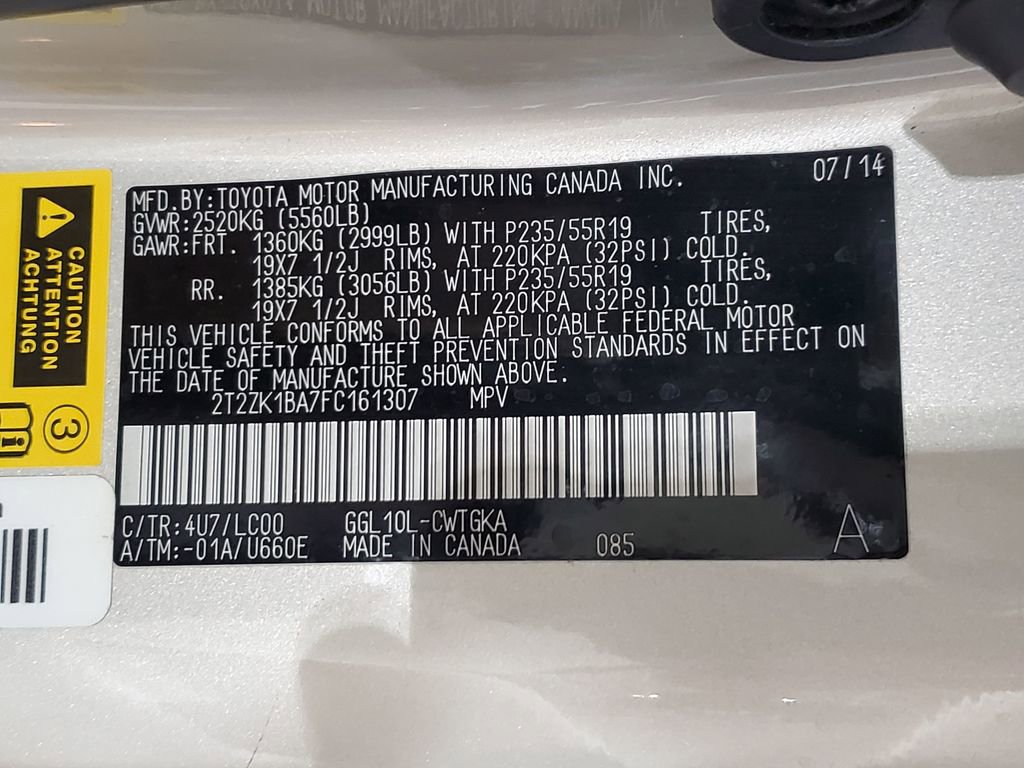 07/14
MFD.BY:TOYOTA MOTOR MANUFACTURING CANADA INC.
GVWR:2520KG (5560LB)
GAWR:FRT. 1360KG (2999LB) WITH P235/55R19 TIRES,
19X7 1/2J RIMS, AT 220KPA (32PSI) COLD.
RR. 1385KG (3056LB) WITH P235/55R19 TIRES,
19X7 1/2J RIMS, AT 220KPA (32PSI) COLD.
THIS VEHICLE CONFORMS TO ALL APPLICABLE FEDERAL MOTOR
VEHICLE SAFETY AND THEFT PREVENTION STANDARDS IN EFFECT ON
THE DATE OF MANUFACTURE SHOWN ABOVE.
2T2ZK1BA7FC161307 MPV
C/TR:4U7/LC00 GGL10L-CWTGKA
A/TM:-01A/U660E MADE IN CANADA 085
A
CAUTION
ATTENTION
ACHTUNG
3